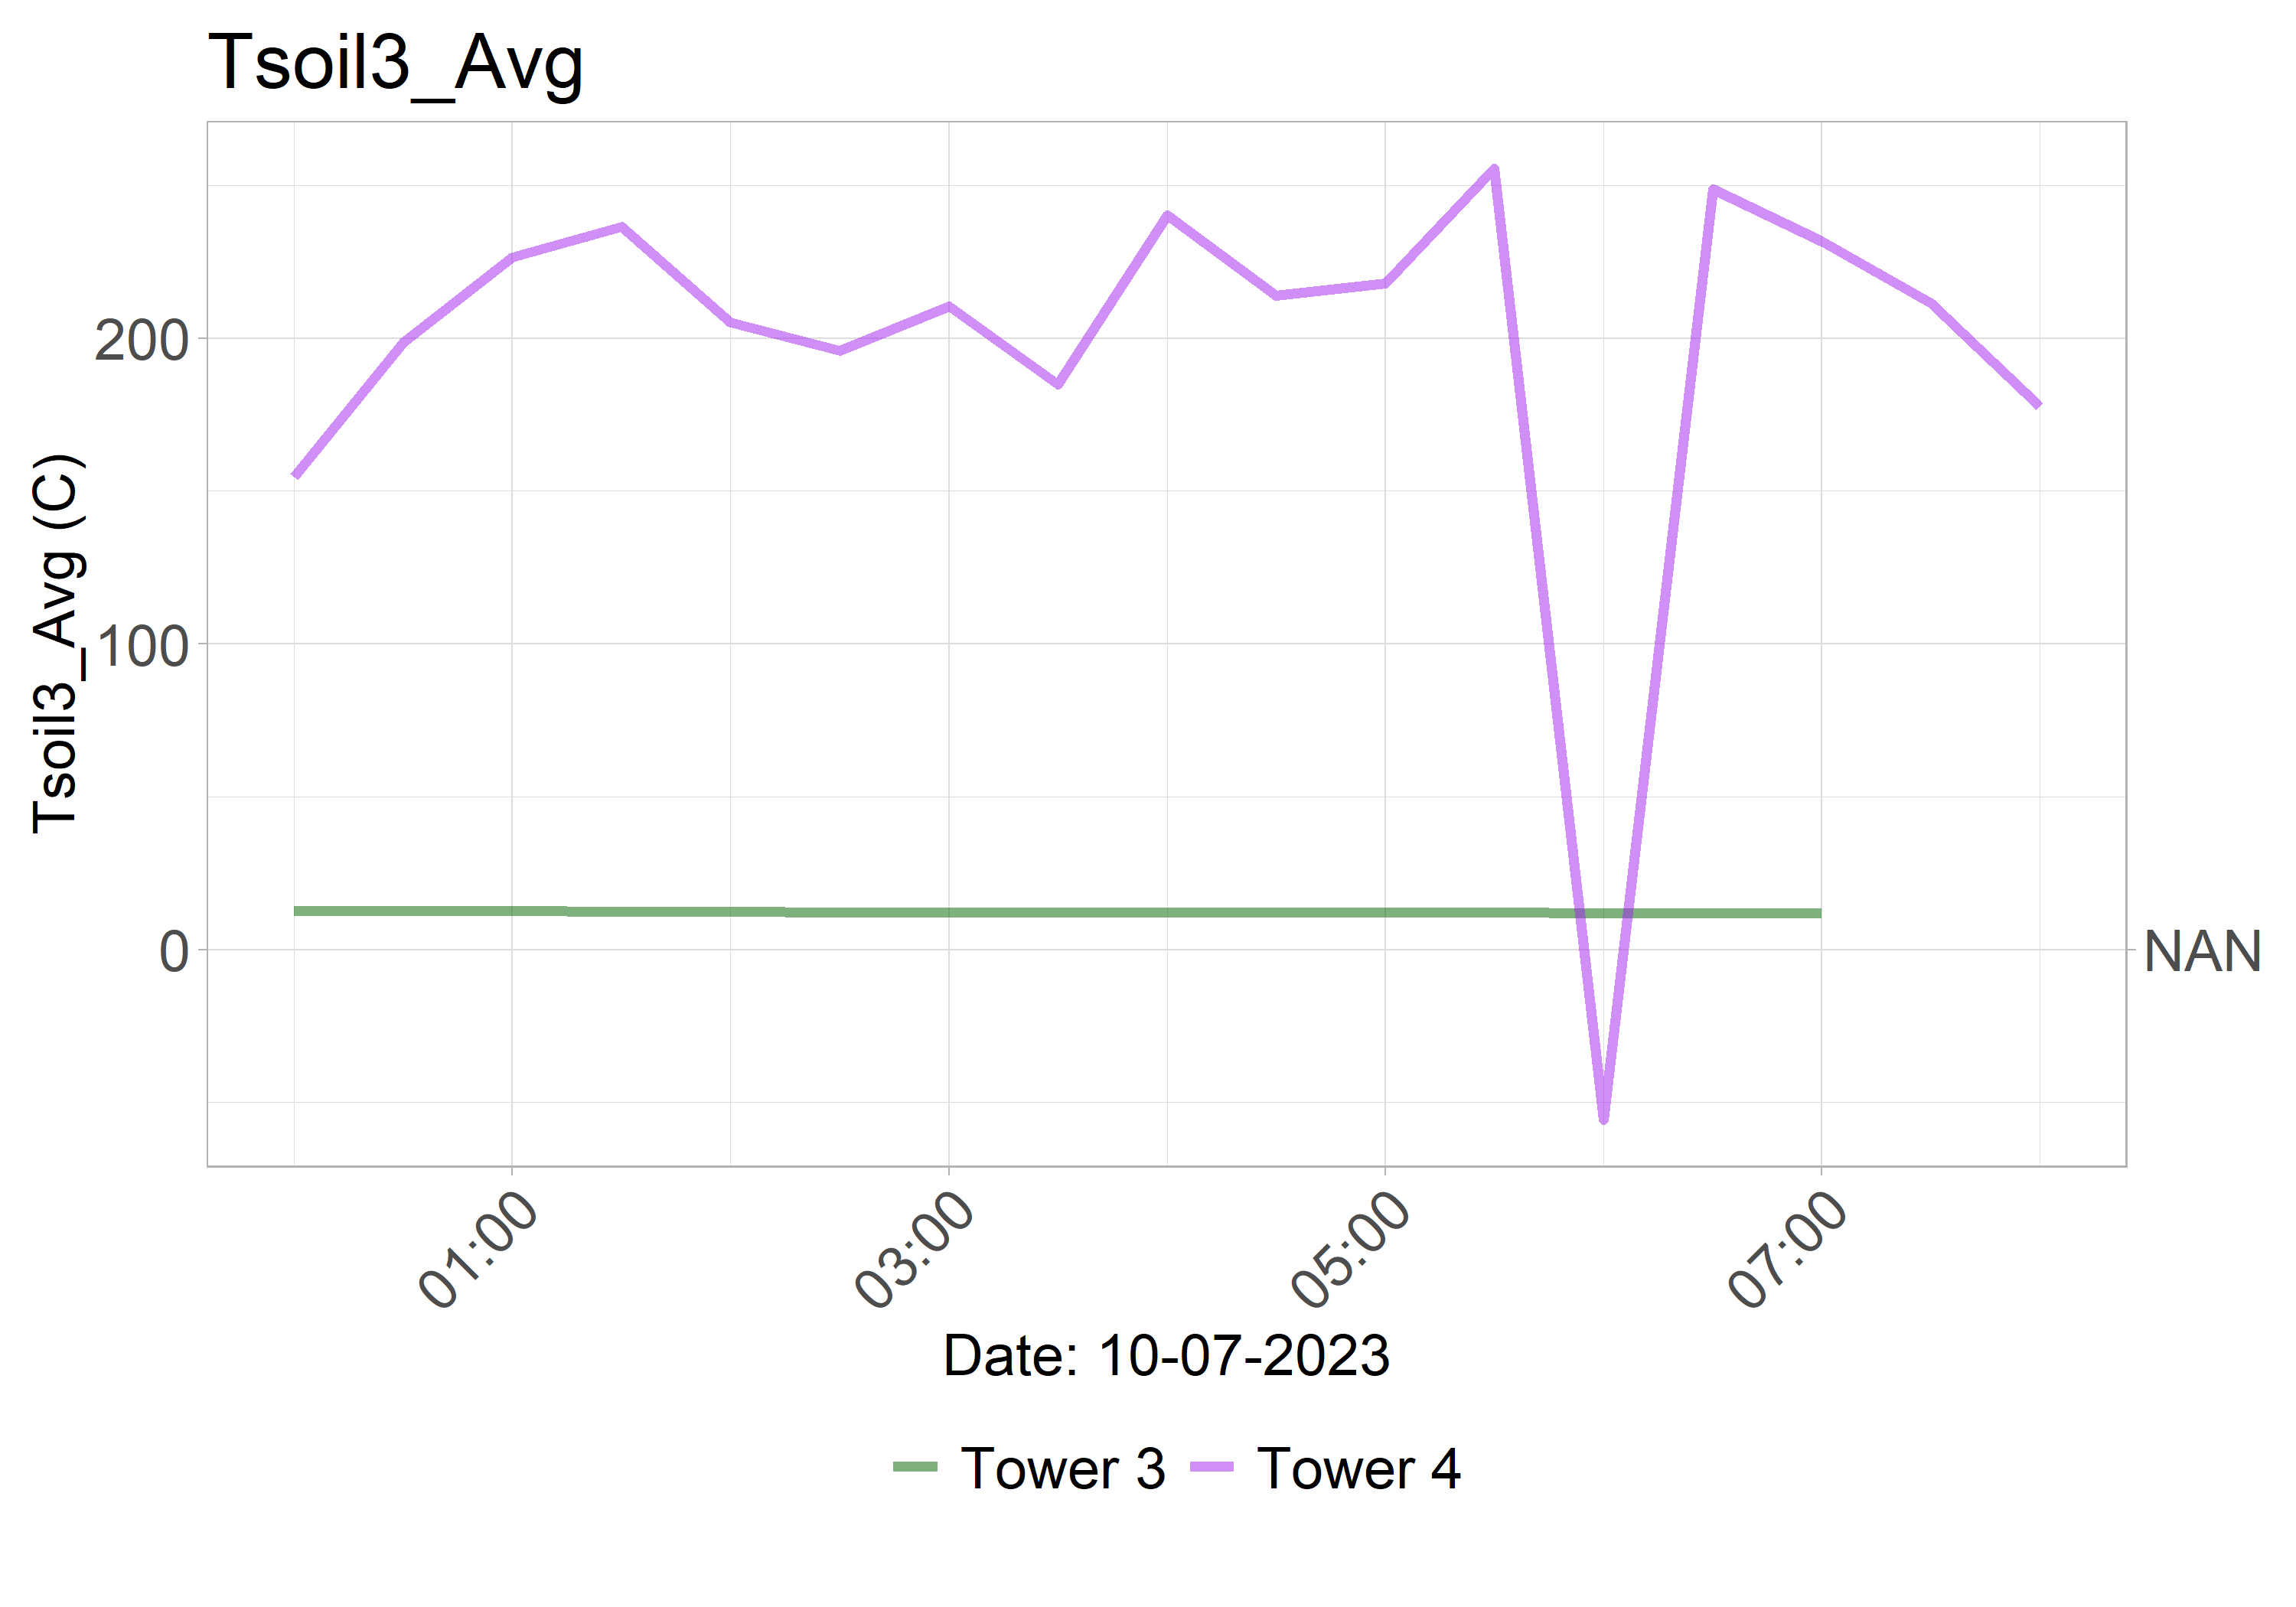 Tsoil3_Avg
Tsoil3_Avg (C)
200
100
0
NAN
01:00
03:00
05:00
07:00
Date: 10-07-2023
Tower 3
Tower 4